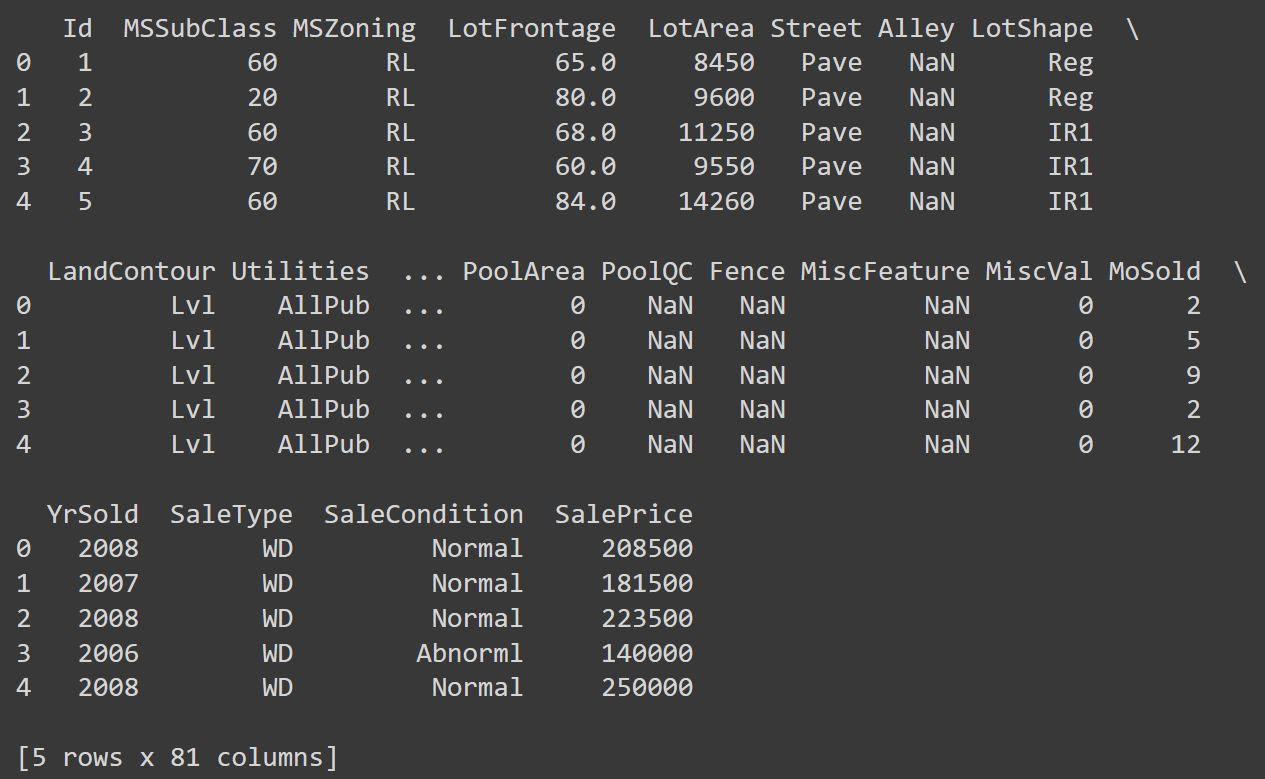 Id  MSSubClass MSZoning  LotFrontage  LotArea Street Alley LotShape  \
0   1          60       RL         65.0     8450   Pave   NaN      Reg
1   2          20       RL         80.0     9600   Pave   NaN      Reg
2   3          60       RL         68.0    11250   Pave   NaN      IR1
3   4          70       RL         60.0     9550   Pave   NaN      IR1
4   5          60       RL         84.0    14260   Pave   NaN      IR1
  LandContour Utilities  ... PoolArea PoolQC Fence MiscFeature MiscVal MoSold  \
0         Lvl    AllPub  ...        0    NaN   NaN         NaN       0      2
1         Lvl    AllPub  ...        0    NaN   NaN         NaN       0      5
2         Lvl    AllPub  ...        0    NaN   NaN         NaN       0      9
3         Lvl    AllPub  ...        0    NaN   NaN         NaN       0      2
4         Lvl    AllPub  ...        0    NaN   NaN         NaN       0     12
  YrSold  SaleType  SaleCondition  SalePrice
0   2008        WD         Normal     208500
1   2007        WD         Normal     181500
2   2008        WD         Normal     223500
3   2006        WD        Abnorml     140000
4   2008        WD         Normal     250000
[5 rows x 81 columns]